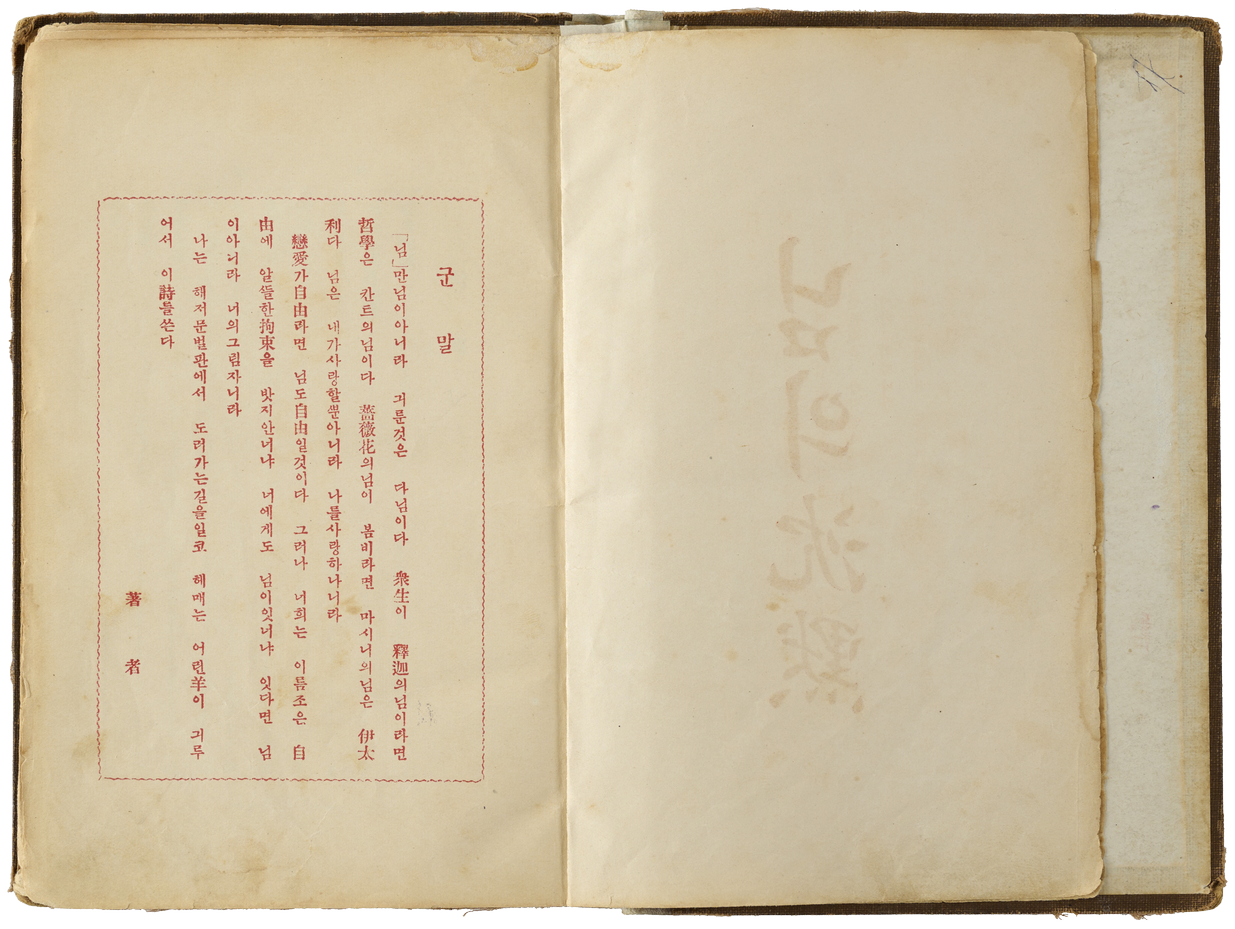 님의沈默
군 말
「님」만님이아니라 긔룬것은 다님이다 衆生이 釋迦의님이라면
哲學은 칸트의님이다 薔薇花의님이 봄비라면 마시니의님은 伊太
利다 님은 내가사랑할뿐아니라 나를사랑하나니라
戀愛가自由라면 님도自由일것이다 그러나 너희는 이름조은 自
由에 알뜰한拘束을 밧지안너냐 너에게도 님이잇너냐 잇다면 님
이아니라 너의그림자니라
나는 해저문벌판에서 도러가는길을일코 헤매는 어린羊이 긔루
어서 이詩를쓴다
著 者